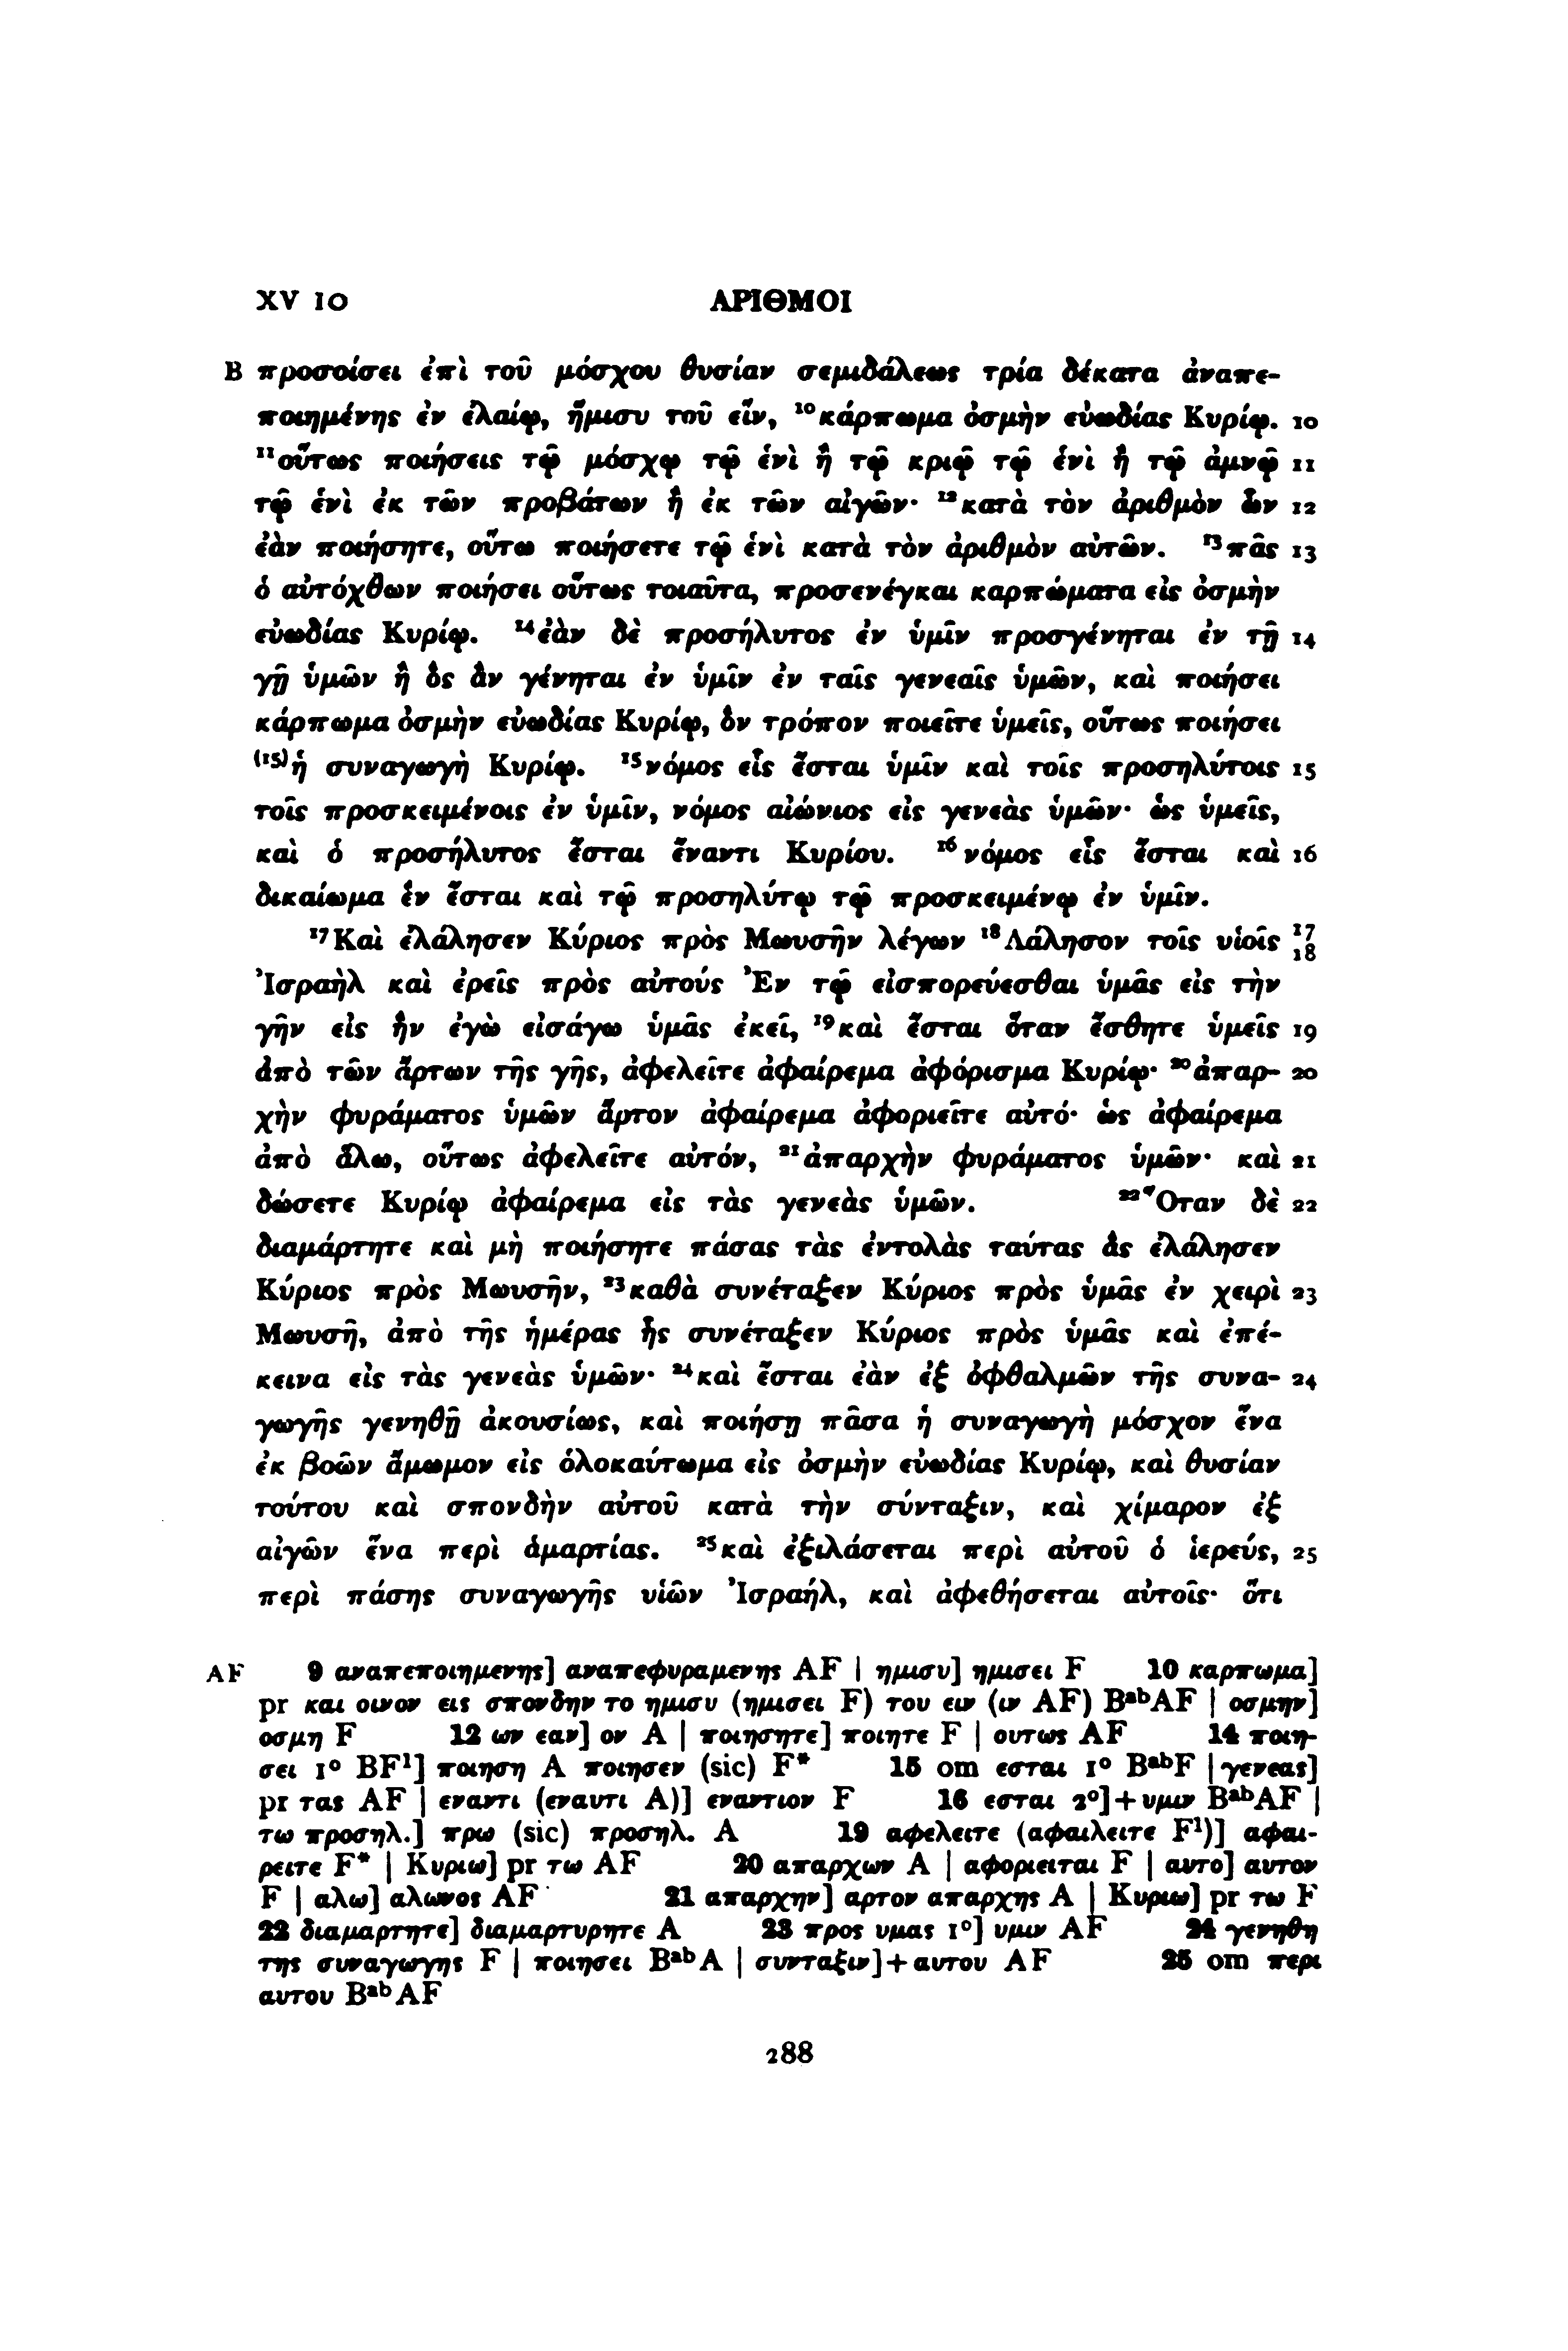 XV 10 ΑΡΙΘΜΟΙ
B προσοίσει ἐπὶ τοῦ μόσχου θυσίαν σεμιδάλεως τρία δέκατα ἀναπε-
ποιημένης ἐν ἐλαίῳ, ἥμισυ τοῦ εἵν, ¹⁰κάρπωμα ὀσμὴν εὐωδίας Κυρίῳ. 10
¹¹οὕτως ποιήσεις τῷ μόσχῳ τῷ ἑνὶ ἢ τῷ κριῷ τῷ ἑνὶ ἢ τῷ ἀμνῷ 11
τῷ ἑνὶ ἐκ τῶν προβάτων ἢ ἐκ τῶν αἰγῶν· ¹²κατὰ τὸν ἀριθμὸν ὧν 12
ἐὰν ποιήσητε, οὕτω ποιήσετε τῷ ἑνὶ κατὰ τὸν ἀριθμὸν αὐτῶν. ¹³πᾶς 13
ὁ αὐτόχθων ποιήσει οὕτως τοιαῦτα, προσενέγκαι καρπώματα εἰς ὀσμὴν
εὐωδίας Κυρίῳ. ¹⁴ἐὰν δὲ προσήλυτος ἐν ὑμῖν προσγένηται ἐν τῇ 14
γῇ ὑμῶν ἢ ὃς ἂν γένηται ἐν ὑμῖν ἐν ταῖς γενεαῖς ὑμῶν, καὶ ποιήσει
κάρπωμα ὀσμὴν εὐωδίας Κυρίῳ, ὃν τρόπον ποιεῖτε ὑμεῖς, οὕτως ποιήσει
⁽¹⁵⁾ἡ συναγωγὴ Κυρίῳ. ¹⁵νόμος εἷς ἔσται ὑμῖν καὶ τοῖς προσηλύτοις 15
τοῖς προσκειμένοις ἐν ὑμῖν, νόμος αἰώνιος εἰς γενεὰς ὑμῶν· ὡς ὑμεῖς,
καὶ ὁ προσήλυτος ἔσται ἔναντι Κυρίου. ¹⁶νόμος εἷς ἔσται καὶ 16
δικαίωμα ἓν ἔσται καὶ τῷ προσηλύτῳ τῷ προσκειμένῳ ἐν ὑμῖν.
¹⁷Καὶ ἐλάλησεν Κύριος πρὸς Μωυσῆν λέγων ¹⁸Λάλησον τοῖς υἱοῖς 17 18
Ἰσραὴλ καὶ ἐρεῖς πρὸς αὐτούς Ἐν τῷ εἰσπορεύεσθαι ὑμᾶς εἰς τὴν
γῆν εἰς ἣν ἐγὼ εἰσάγω ὑμᾶς ἐκεῖ, ¹⁹καὶ ἔσται ὅταν ἔσθητε ὑμεῖς 19
ἀπὸ τῶν ἄρτων τῆς γῆς, ἀφελεῖτε ἀφαίρεμα ἀφόρισμα Κυρίῳ· ²⁰ἀπαρ- 20
χὴν φυράματος ὑμῶν ἄρτον ἀφαίρεμα ἀφοριεῖτε αὐτό· ὡς ἀφαίρεμα
ἀπὸ ἅλω, οὕτως ἀφελεῖτε αὐτόν, ²¹ἀπαρχὴν φυράματος ὑμῶν· καὶ 21
δώσετε Κυρίῳ ἀφαίρεμα εἰς τὰς γενεὰς ὑμῶν. ²²Ὅταν δὲ 22
διαμάρτητε καὶ μὴ ποιήσητε πάσας τὰς ἐντολὰς ταύτας ἃς ἐλάλησεν
Κύριος πρὸς Μωυσῆν, ²³καθὰ συνέταξεν Κύριος πρὸς ὑμᾶς ἐν χειρὶ 23
Μωυσῆ, ἀπὸ τῆς ἡμέρας ἧς συνέταξεν Κύριος πρὸς ὑμᾶς καὶ ἐπέ-
κεινα εἰς τὰς γενεὰς ὑμῶν· ²⁴καὶ ἔσται ἐὰν ἐξ ὀφθαλμῶν τῆς συνα- 24
γωγῆς γενηθῇ ἀκουσίως, καὶ ποιήσῃ πᾶσα ἡ συναγωγὴ μόσχον ἕνα
ἐκ βοῶν ἄμωμον εἰς ὁλοκαύτωμα εἰς ὀσμὴν εὐωδίας Κυρίῳ, καὶ θυσίαν
τούτου καὶ σπονδὴν αὐτοῦ κατὰ τὴν σύνταξιν, καὶ χίμαρον ἐξ
αἰγῶν ἕνα περὶ ἁμαρτίας. ²⁵καὶ ἐξιλάσεται περὶ αὐτοῦ ὁ ἱερεύς, 25
περὶ πάσης συναγωγῆς υἱῶν Ἰσραήλ, καὶ ἀφεθήσεται αὐτοῖς· ὅτι
AF 9 αναπεποιημενης] αναπεφυραμενης AF | ημισυ] ημισει F 10 καρπωμα]
pr και οινον εις σπονδην το ημισυ (ημισει F) του ειν (ιν AF) BᵃᵇAF | οσμην]
οσμη F 12 ων εαν] ον A | ποιησητε] ποιητε F | ουτως AF 14 ποιη-
σει 1° BF¹] ποιηση A ποιησεν (sic) F* 15 om εσται 1° BᵃᵇF | γενεας]
pr τας AF | εναντι (εναυτι A)] εναντιον F 16 εσται 2°]+υμιν BᵃᵇAF |
τω προσηλ.] πρω (sic) προσηλ. A 19 αφελειτε (αφαιλειτε F¹)] αφαι-
ρειτε F* | Κυριω] pr τω AF 20 απαρχων A | αφοριειται F | αυτο] αυτον
F | αλω] αλωνος AF 21 απαρχην] αρτον απαρχης A | Κυριω] pr τω F
22 διαμαρτητε] διαμαρτυρητε A 23 προς υμας 1°] υμιν AF 24 γενηθη
της συναγωγης F | ποιησει BᵃᵇA | συνταξιν]+αυτου AF 25 om περι
αυτου BᵃᵇAF
288